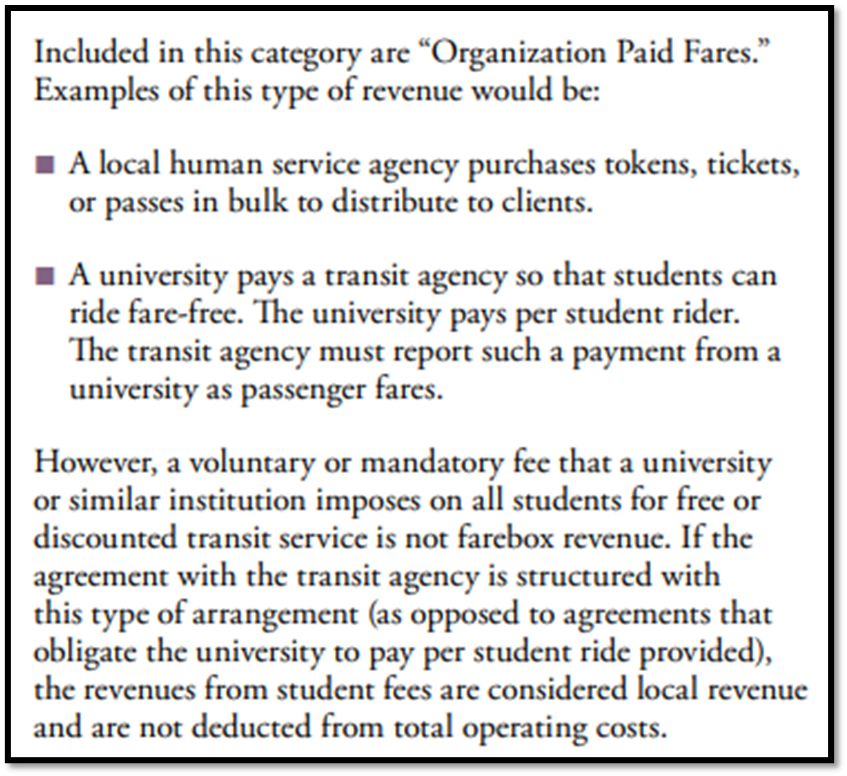 Included in this category are “Organization Paid Fares.”
Examples of this type of revenue would be:
■ A local human service agency purchases tokens, tickets,
or passes in bulk to distribute to clients.
■ A university pays a transit agency so that students can
ride fare-free. The university pays per student rider.
The transit agency must report such a payment from a
university as passenger fares.
However, a voluntary or mandatory fee that a university
or similar institution imposes on all students for free or
discounted transit service is not farebox revenue. If the
agreement with the transit agency is structured with
this type of arrangement (as opposed to agreements that
obligate the university to pay per student ride provided),
the revenues from student fees are considered local revenue
and are not deducted from total operating costs.